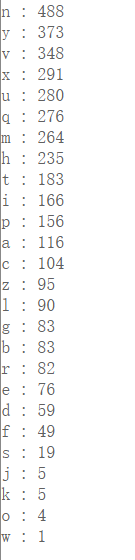 n : 488
y : 373
v : 348
x : 291
u : 280
q : 276
m : 264
h : 235
t : 183
i : 166
p : 156
a : 116
c : 104
z : 95
l : 90
g : 83
b : 83
r : 82
e : 76
d : 59
f : 49
s : 19
j : 5
k : 5
o : 4
w : 1